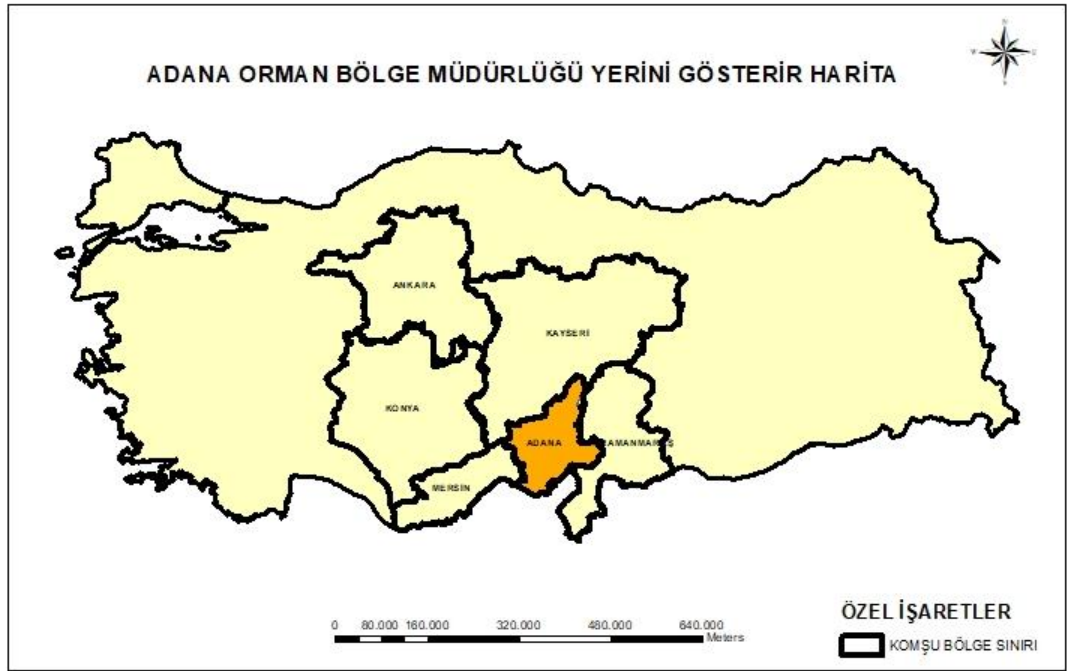 ADANA ORMAN BÖLGE MÜDÜRLÜĞÜ YERİNİ GÖSTERİR HARİTA
ANKARA
KAYSERİ
KONYA
ADANA
MERSİN
0 80.000 160.000 320.000 480.000 640.000
Meters
ÖZEL İŞARETLER
KOMŞU BÖLGE SINIRI